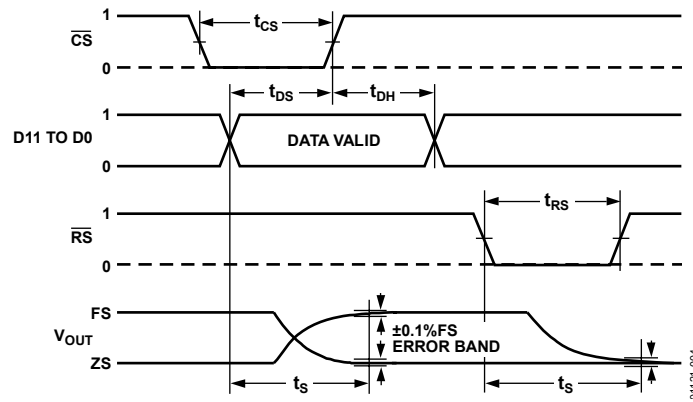 1
CS
0
tCS
tDS
tDH
1
D11 TO D0
0
DATA VALID
1
RS
0
tRS
FS
VOUT
ZS
±0.1%FS
ERROR BAND
tS
tS